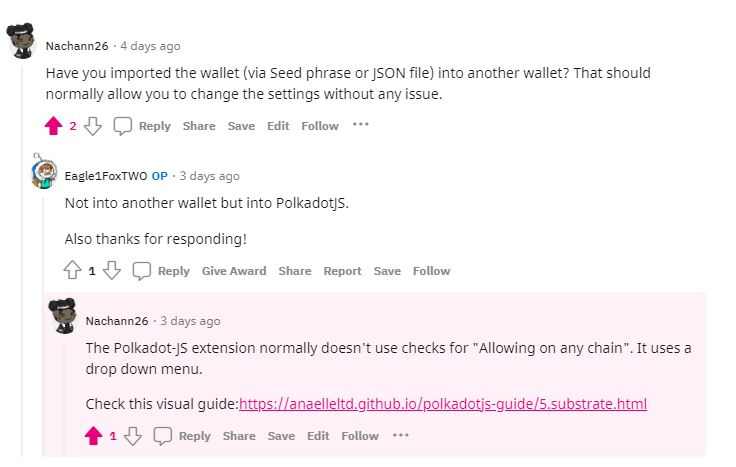 Nachann26 · 4 days ago
Have you imported the wallet (via Seed phrase or JSON file) into another wallet? That should
normally allow you to change the settings without any issue.
2 Reply Share Save Edit Follow ···
Eagle1FoxTWO OP · 3 days ago
Not into another wallet but into PolkadotJS.
Also thanks for responding!
1 Reply Give Award Share Report Save Follow
Nachann26 · 3 days ago
The Polkadot-JS extension normally doesn't use checks for "Allowing on any chain". It uses a
drop down menu.
Check this visual guide:https://anaelleltd.github.io/polkadotjs-guide/5.substrate.html
1 Reply Share Save Edit Follow ···